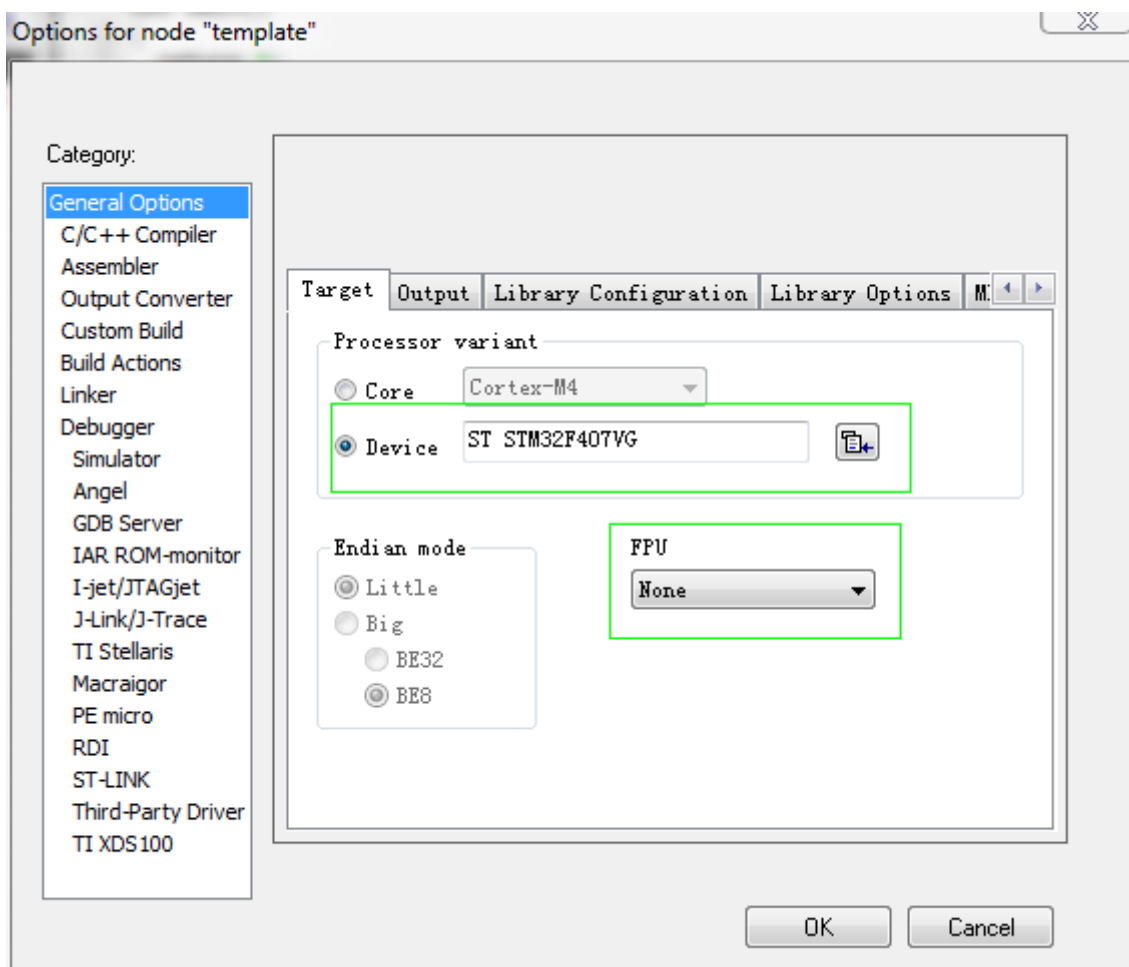 Options for node "template"
Category:
General Options
C/C++ Compiler
Assembler
Output Converter
Custom Build
Build Actions
Linker
Debugger
Simulator
Angel
GDB Server
IAR ROM-monitor
I-jet/JTAGjet
J-Link/J-Trace
TI Stellaris
Macraigor
PE micro
RDI
ST-LINK
Third-Party Driver
TI XDS100
Target Output Library Configuration Library Options
Processor variant
Core Cortex-M4
Device ST STM32F407VG
Endian mode
Little
Big
BE32
BE8
FPU
None
OK Cancel